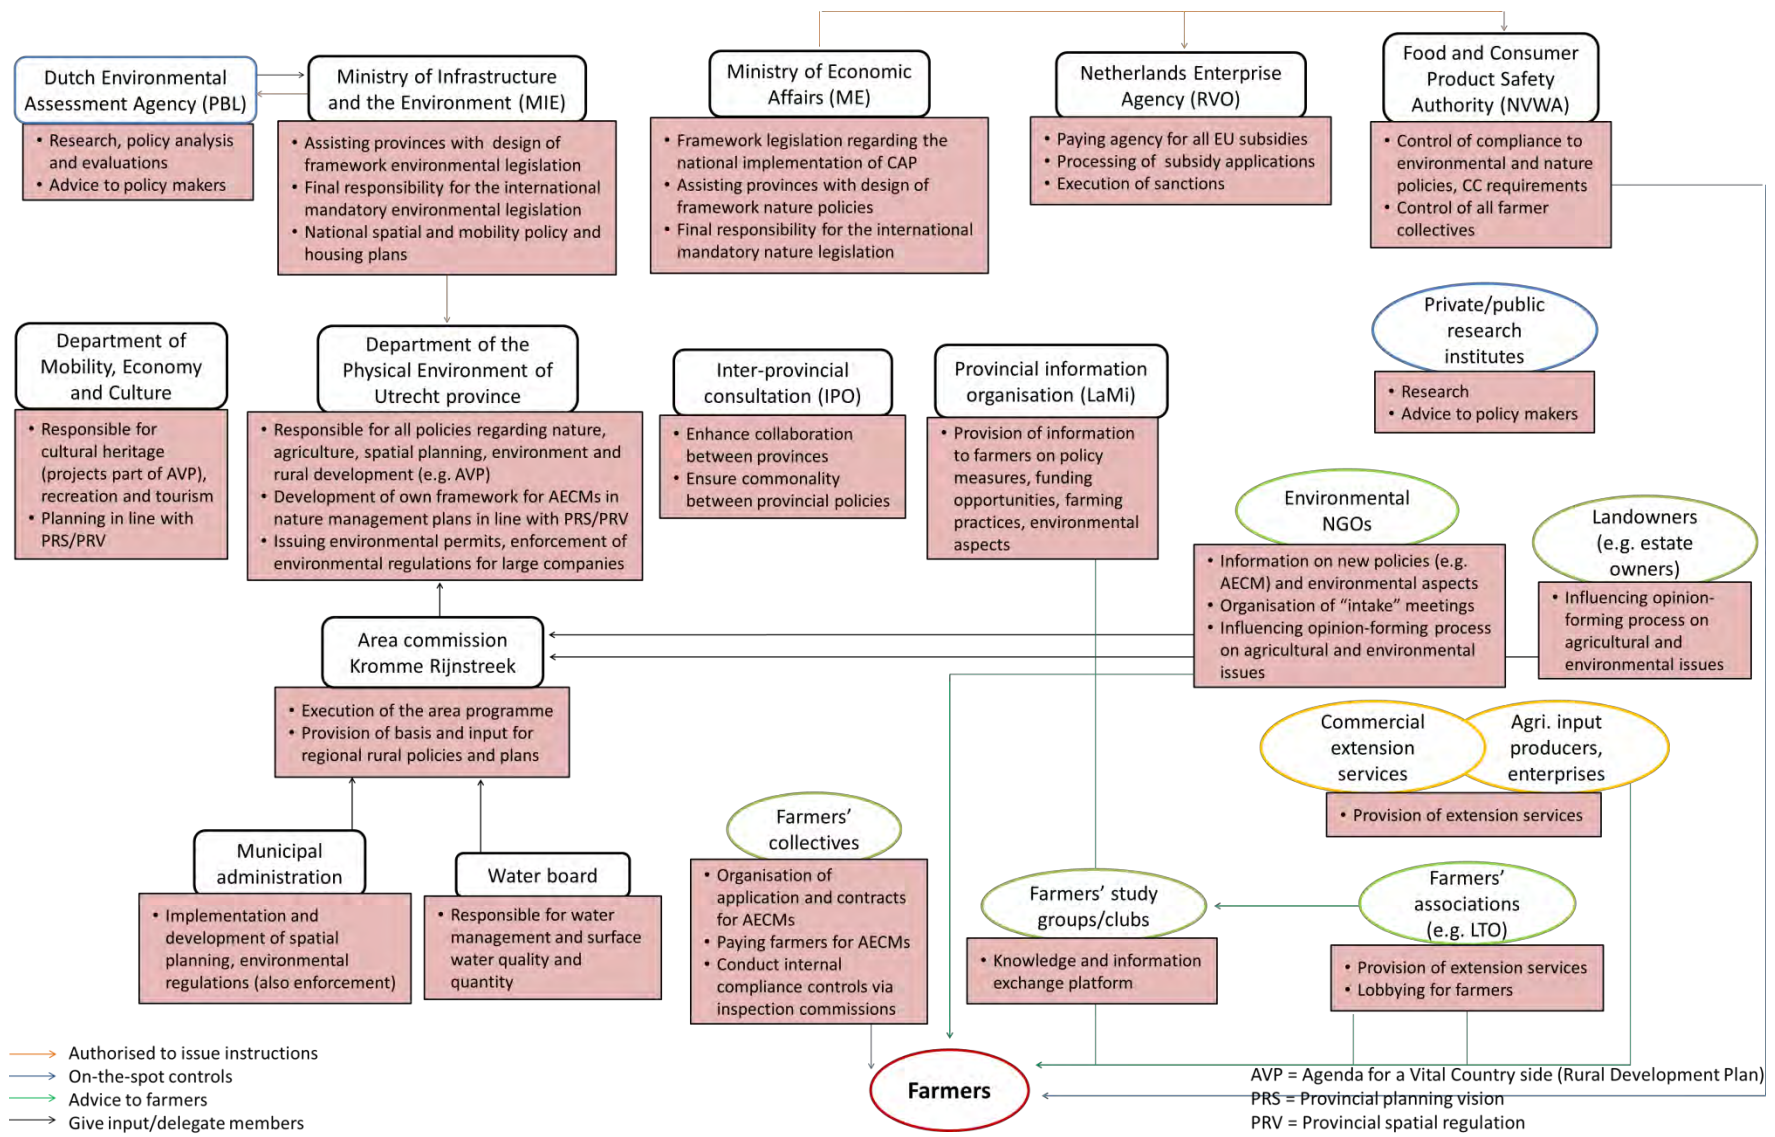 Dutch Environmental
Assessment Agency (PBL)
• Research, policy analysis
and evaluations
• Advice to policy makers
Ministry of Infrastructure
and the Environment (MIE)
• Assisting provinces with design of
framework environmental legislation
• Final responsibility for the international
mandatory environmental legislation
• National spatial and mobility policy and
housing plans
Ministry of Economic
Affairs (ME)
• Framework legislation regarding the
national implementation of CAP
• Assisting provinces with design of
framework nature policies
• Final responsibility for the international
mandatory nature legislation
Netherlands Enterprise
Agency (RVO)
• Paying agency for all EU subsidies
• Processing of subsidy applications
• Execution of sanctions
Food and Consumer
Product Safety
Authority (NVWA)
• Control of compliance to
environmental and nature
policies, CC requirements
• Control of all farmer
collectives
Department of
Mobility, Economy
and Culture
• Responsible for
cultural heritage
(projects part of AVP),
recreation and tourism
• Planning in line with
PRS/PRV
Department of the
Physical Environment of
Utrecht province
• Responsible for all policies regarding nature,
agriculture, spatial planning, environment and
rural development (e.g. AVP)
• Development of own framework for AECMs in
nature management plans in line with PRS/PRV
• Issuing environmental permits, enforcement of
environmental regulations for large companies
Inter-provincial
consultation (IPO)
• Enhance collaboration
between provinces
• Ensure commonality
between provincial policies
Provincial information
organisation (LaMi)
• Provision of information
to farmers on policy
measures, funding
opportunities, farming
practices, environmental
aspects
Private/public
research
institutes
• Research
• Advice to policy makers
Environmental
NGOs
• Information on new policies (e.g.
AECM) and environmental aspects
• Organisation of “intake” meetings
• Influencing opinion-forming process
on agricultural and environmental
issues
Landowners
(e.g. estate
owners)
• Influencing opinion-
forming process on
agricultural and
environmental issues
Area commission
Kromme Rijnstreek
• Execution of the area programme
• Provision of basis and input for
regional rural policies and plans
Commercial
extension
services
Agri. input
producers,
enterprises
• Provision of extension services
Municipal
administration
• Implementation and
development of spatial
planning, environmental
regulations (also enforcement)
Water board
• Responsible for water
management and surface
water quality and
quantity
Farmers’
collectives
• Organisation of
application and contracts
for AECMs
• Paying farmers for AECMs
• Conduct internal
compliance controls via
inspection commissions
Farmers’ study
groups/clubs
• Knowledge and information
exchange platform
Farmers’
associations
(e.g. LTO)
• Provision of extension services
• Lobbying for farmers
Farmers
Authorised to issue instructions
On-the-spot controls
Advice to farmers
Give input/delegate members
AVP = Agenda for a Vital Country side (Rural Development Plan)
PRS = Provincial planning vision
PRV = Provincial spatial regulation